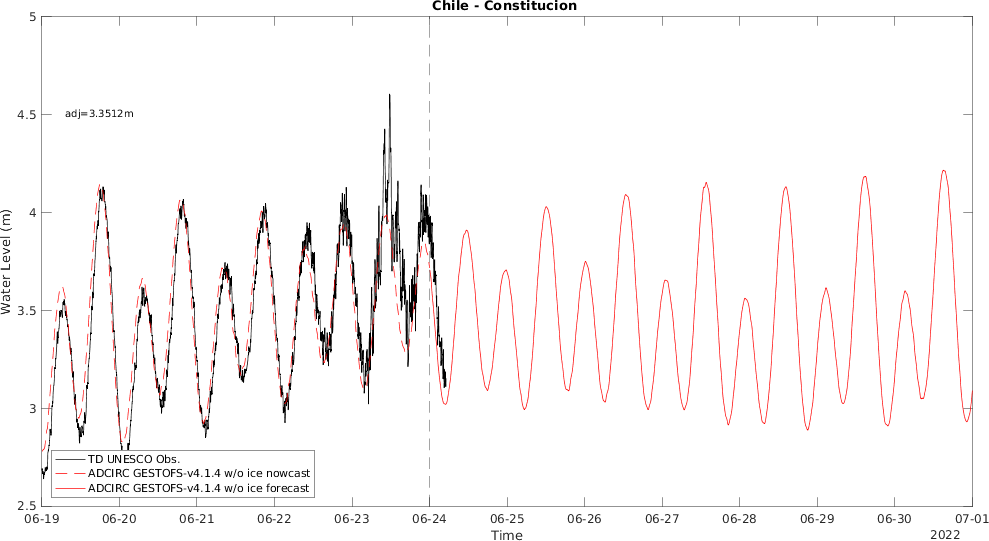 Chile - Constitucion
5
4.5
4
3.5
3
2.5
Water Level (m)
adj=3.3512m
TD UNESCO Obs.
ADCIRC GESTOFS-v4.1.4 w/o ice nowcast
ADCIRC GESTOFS-v4.1.4 w/o ice forecast
06-19 06-20 06-21 06-22 06-23 06-24 06-25 06-26 06-27 06-28 06-29 06-30 07-01
Time
2022